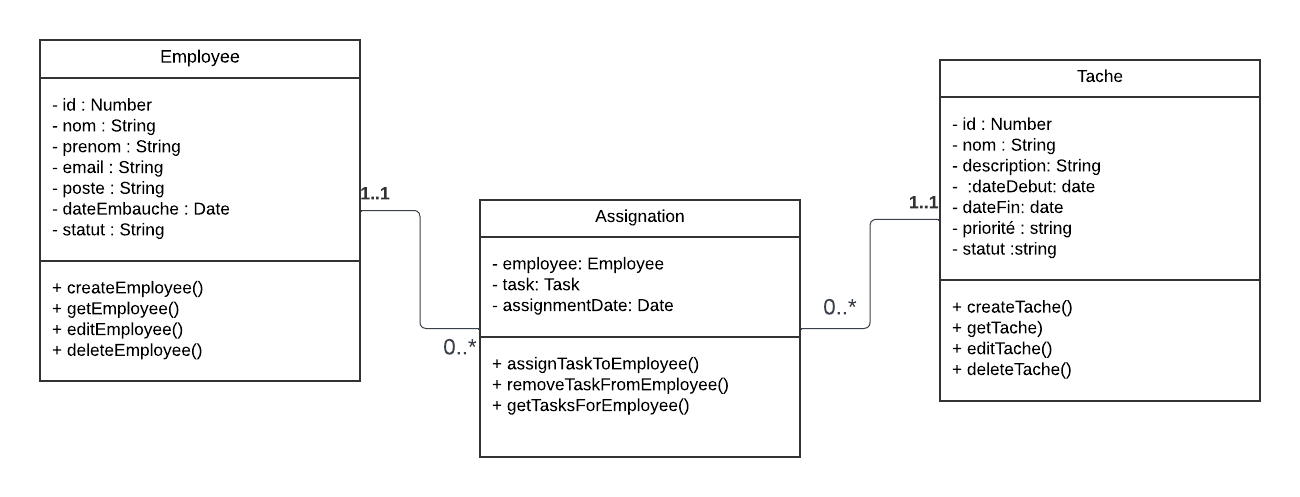 Employee
- id : Number
- nom : String
- prenom : String
- email : String
- poste : String
- dateEmbauche : Date
- statut : String
+ createEmployee()
+ getEmployee()
+ editEmployee()
+ deleteEmployee()
1..1
0..*
Assignation
- employee: Employee
- task: Task
- assignmentDate: Date
+ assignTaskToEmployee()
+ removeTaskFromEmployee()
+ getTasksForEmployee()
0..*
1..1
Tache
- id : Number
- nom : String
- description: String
- :dateDebut: date
- dateFin: date
- priorité : string
- statut :string
+ createTache()
+ getTache)
+ editTache()
+ deleteTache()